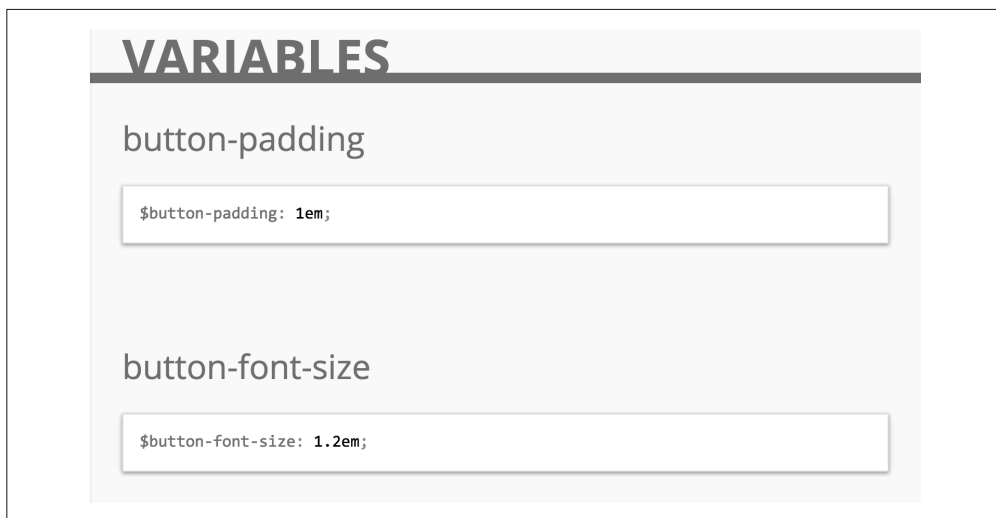 VARIABLES
button-padding
$button-padding: 1em;
button-font-size
$button-font-size: 1.2em;